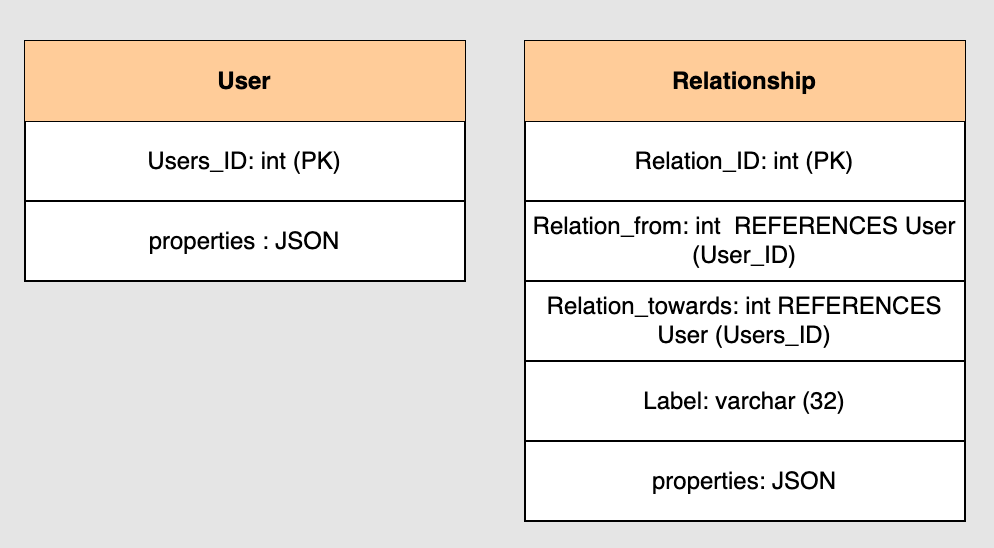 User
Users_ID: int (PK)
properties : JSON
Relationship
Relation_ID: int (PK)
Relation_from: int  REFERENCES User
(User_ID)
Relation_towards: int REFERENCES
User (Users_ID)
Label: varchar (32)
properties: JSON